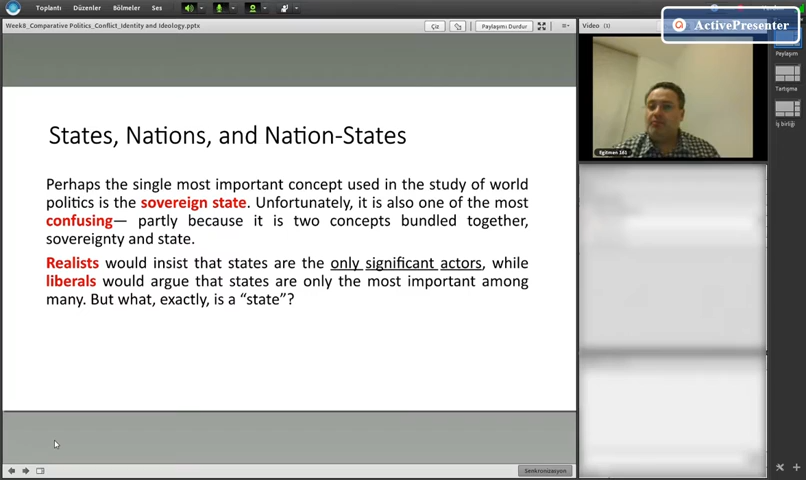 Toplantı Düzenler Bölmeler Ses
ActivePresenter
Week8_Comparative Politics_Conflict_Identity and Ideology.pptx
Çiz
Paylaşımı Durdur
Video (3)
Paylaşım
Tartışma
İş birliği
Eğitmen 161
States, Nations, and Nation-States
Perhaps the single most important concept used in the study of world
politics is the sovereign state. Unfortunately, it is also one of the most
confusing— partly because it is two concepts bundled together,
sovereignty and state.
Realists would insist that states are the only significant actors, while
liberals would argue that states are only the most important among
many. But what, exactly, is a “state”?
Senkronizasyon